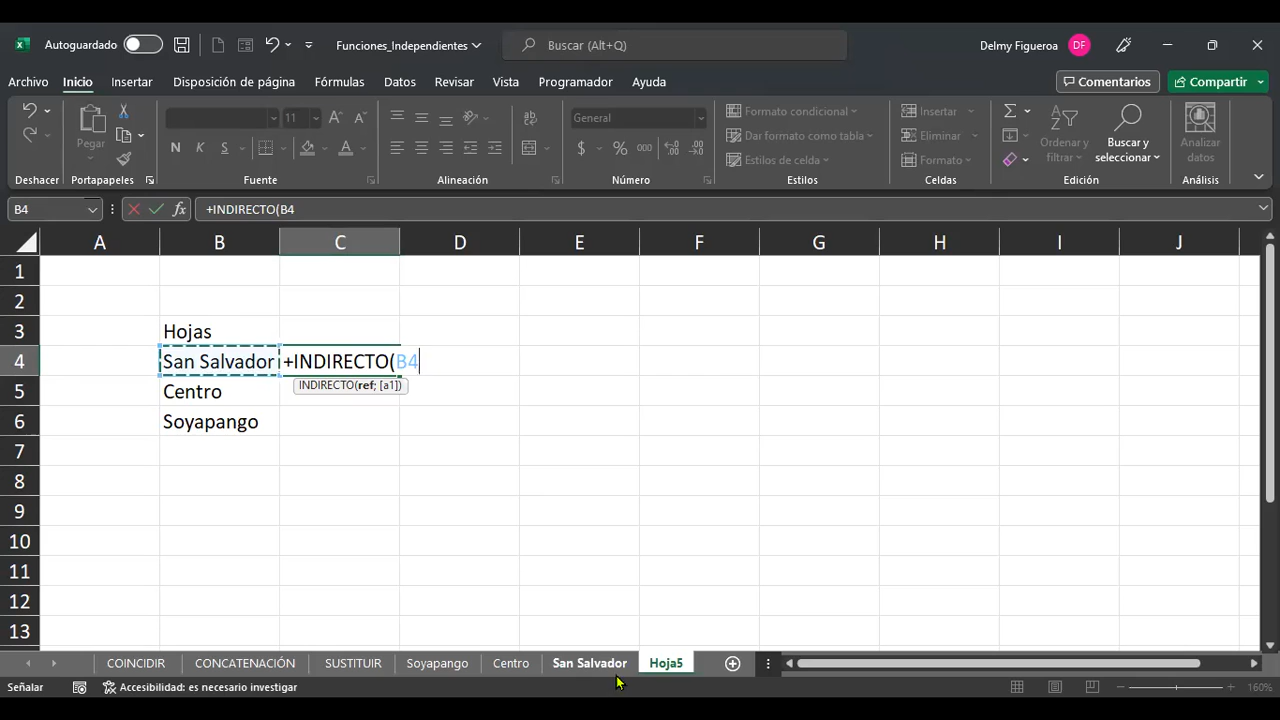 Autoguardado Funciones_Independientes Buscar (Alt+Q) Delmy Figueroa DF
Archivo Inicio Insertar Disposición de página Fórmulas Datos Revisar Vista Programador Ayuda Comentarios Compartir
11 A^ A˅ ab General Formato condicional Insertar Σ
Pegar N K S A $ % 000 Dar formato como tabla Eliminar Ordenar y filtrar Buscar y seleccionar Analizar datos
Estilos de celda Formato
Deshacer Portapapeles Fuente Alineación Número Estilos Celdas Edición Análisis
B4 fx +INDIRECTO(B4
A B C D E F G H I J
1
2
3 Hojas
4 San Salvador +INDIRECTO(B4
INDIRECTO(ref; [a1])
5 Centro
6 Soyapango
7
8
9
10
11
12
13
COINCIDIR CONCATENACIÓN SUSTITUIR Soyapango Centro San Salvador Hoja5
Señalar Accesibilidad: es necesario investigar 160%